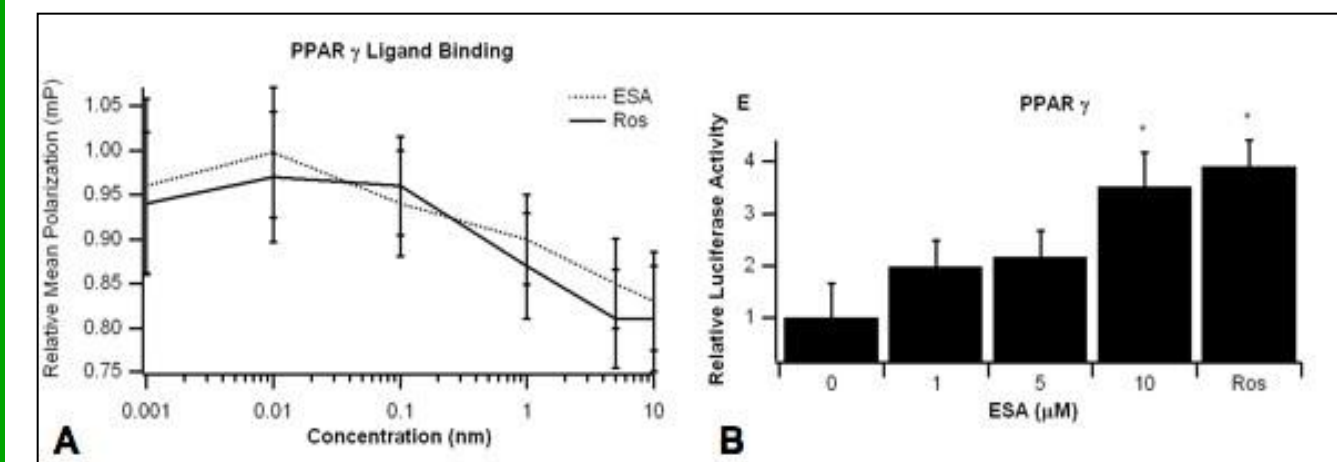 PPAR γ Ligand Binding
Relative Mean Polarization (mP)
1.05
1.00
0.95
0.90
0.85
0.80
0.75
ESA
Ros
0.001 0.01 0.1 1 10
Concentration (nm)
A
E
PPAR γ
Relative Luciferase Activity
4
3
2
1
* *
0 1 5 10 Ros
ESA (μM)
B